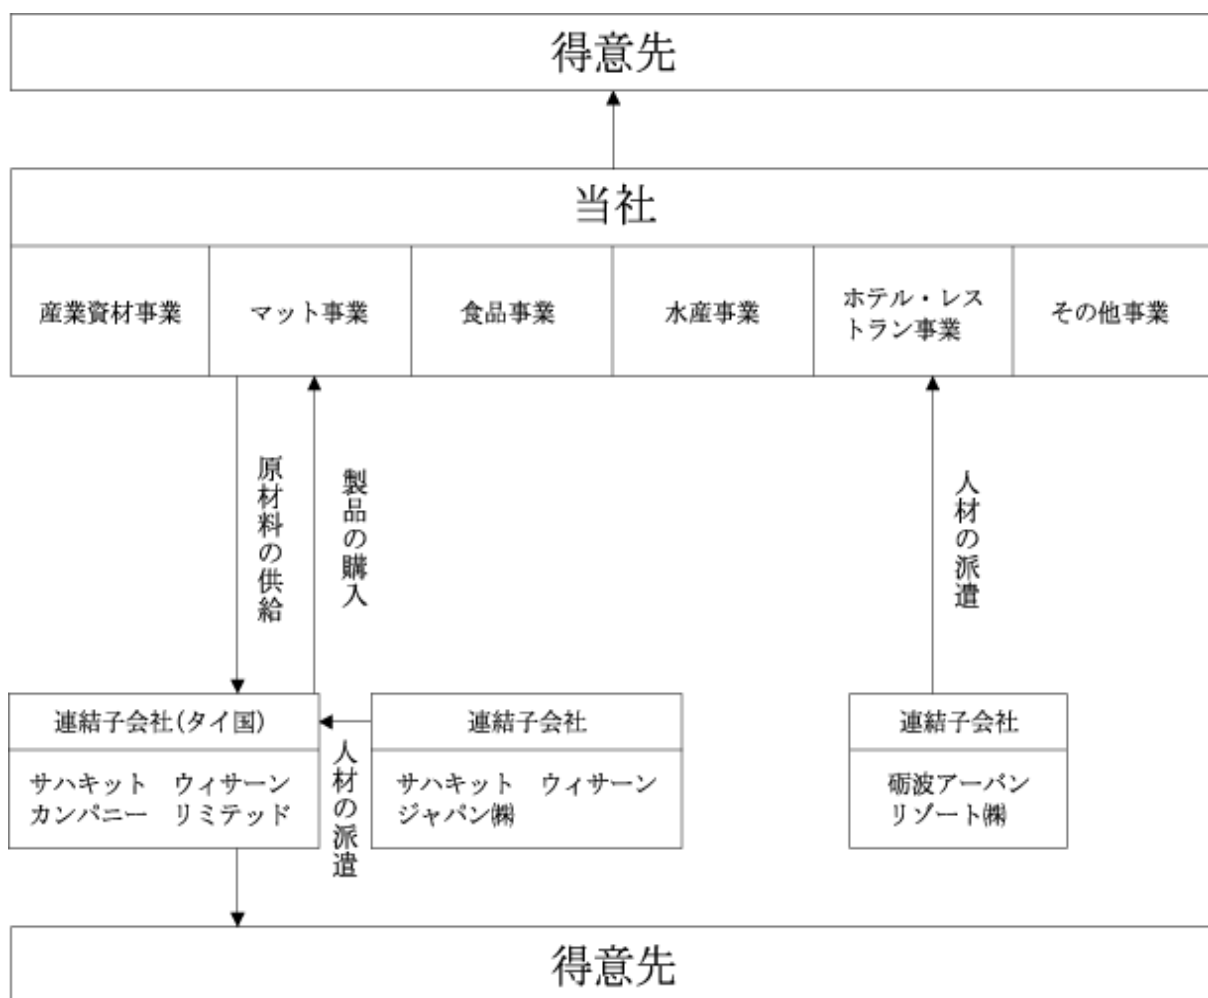 得意先
当社
産業資材事業
マット事業
食品事業
水産事業
ホテル・レス
トラン事業
その他事業
原材料の供給
製品の購入
人材の派遣
連結子会社(タイ国)
サハキット　ウィサーン
カンパニー　リミテッド
人材の派遣
連結子会社
サハキット　ウィサーン
ジャパン㈱
連結子会社
砺波アーバン
リゾート㈱
得意先